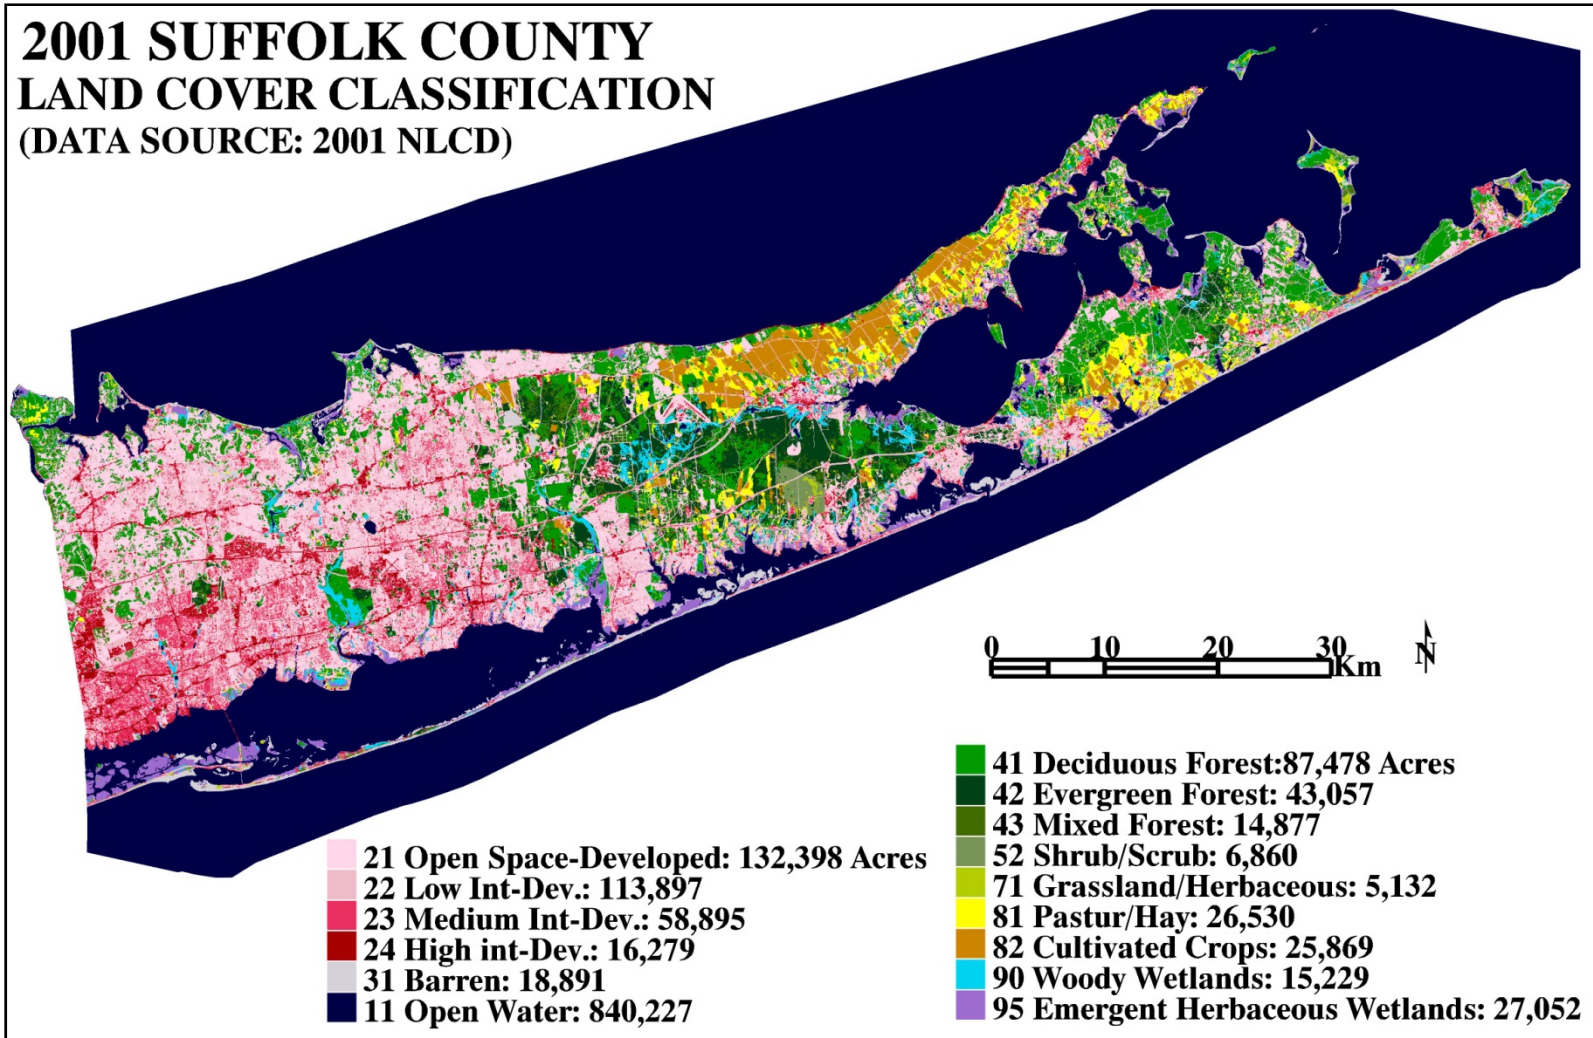 2001 SUFFOLK COUNTY
LAND COVER CLASSIFICATION
(DATA SOURCE: 2001 NLCD)
0 10 20 30 Km
N
21 Open Space-Developed: 132,398 Acres
22 Low Int-Dev.: 113,897
23 Medium Int-Dev.: 58,895
24 High int-Dev.: 16,279
31 Barren: 18,891
11 Open Water: 840,227
41 Deciduous Forest:87,478 Acres
42 Evergreen Forest: 43,057
43 Mixed Forest: 14,877
52 Shrub/Scrub: 6,860
71 Grassland/Herbaceous: 5,132
81 Pastur/Hay: 26,530
82 Cultivated Crops: 25,869
90 Woody Wetlands: 15,229
95 Emergent Herbaceous Wetlands: 27,052